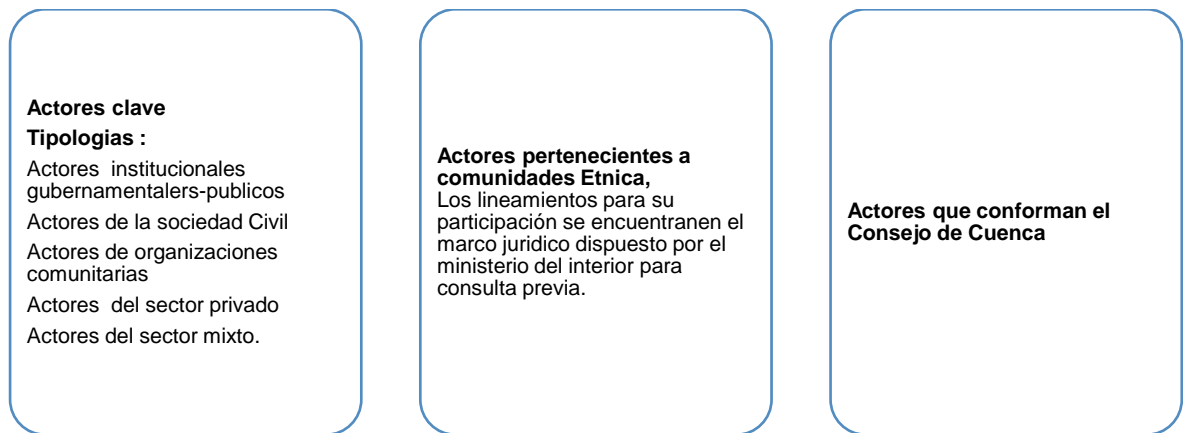 Actores clave
Tipologias :
Actores institucionales
gubernamentalers-publicos
Actores de la sociedad Civil
Actores de organizaciones
comunitarias
Actores del sector privado
Actores del sector mixto.
Actores pertenecientes a
comunidades Etnica,
Los lineamientos para su
participación se encuentranen el
marco juridico dispuesto por el
ministerio del interior para
consulta previa.
Actores que conforman el
Consejo de Cuenca